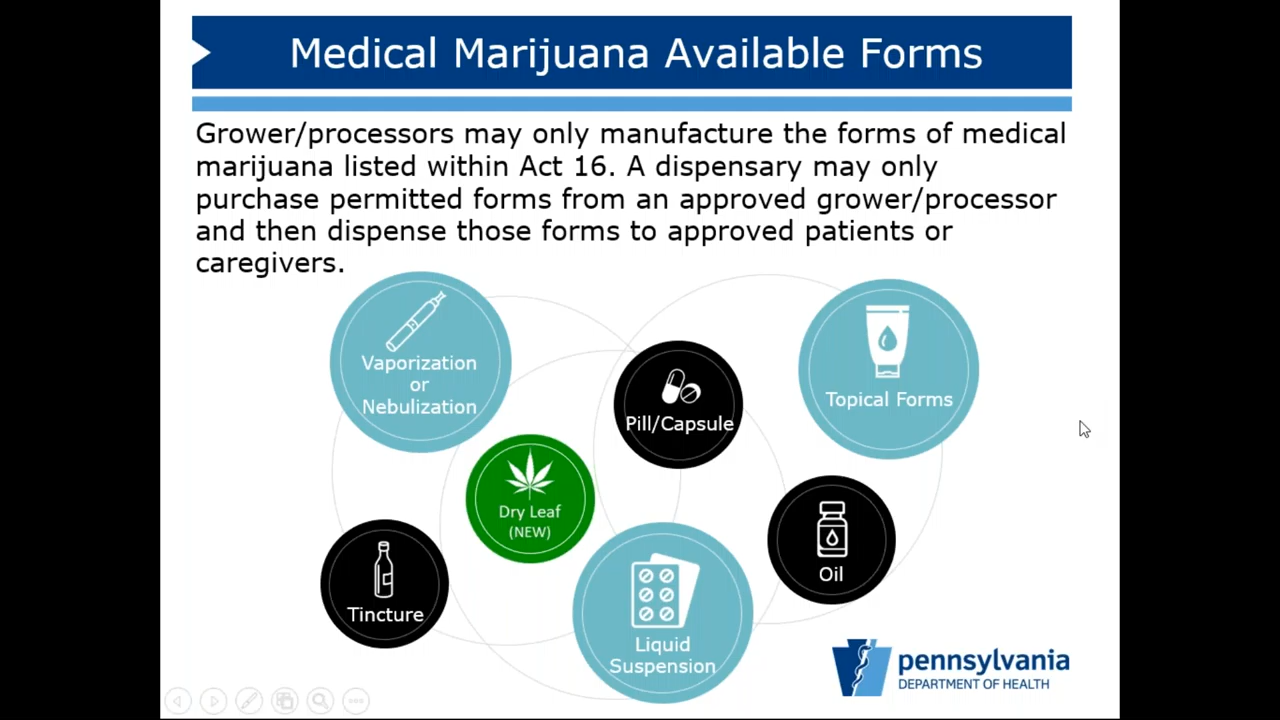 Medical Marijuana Available Forms
Grower/processors may only manufacture the forms of medical
marijuana listed within Act 16. A dispensary may only
purchase permitted forms from an approved grower/processor
and then dispense those forms to approved patients or
caregivers.
Vaporization
or
Nebulization
Pill/Capsule
Topical Forms
Dry Leaf
(NEW)
Tincture
Oil
Liquid
Suspension
pennsylvania
DEPARTMENT OF HEALTH